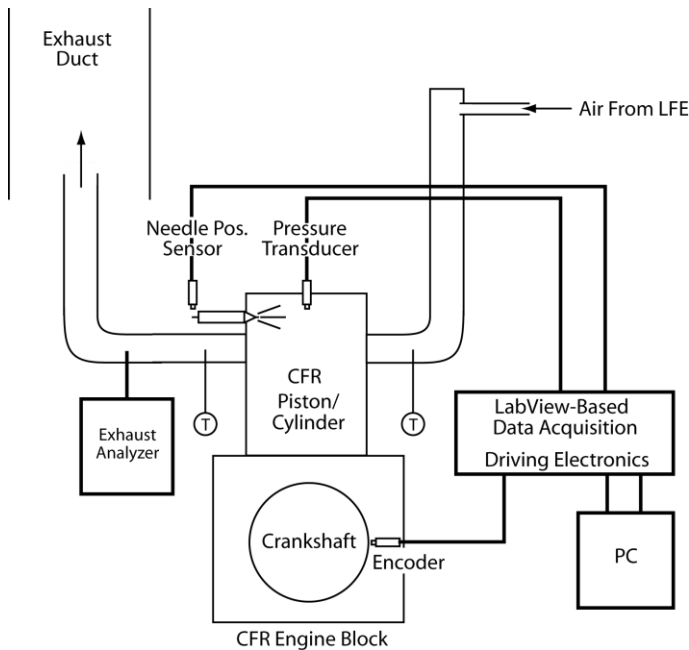 Exhaust
Duct
Air From LFE
Needle Pos.
Sensor
Pressure
Transducer
CFR
Piston/
Cylinder
T
T
Exhaust
Analyzer
LabView-Based
Data Acquisition
Driving Electronics
Crankshaft
Encoder
PC
CFR Engine Block